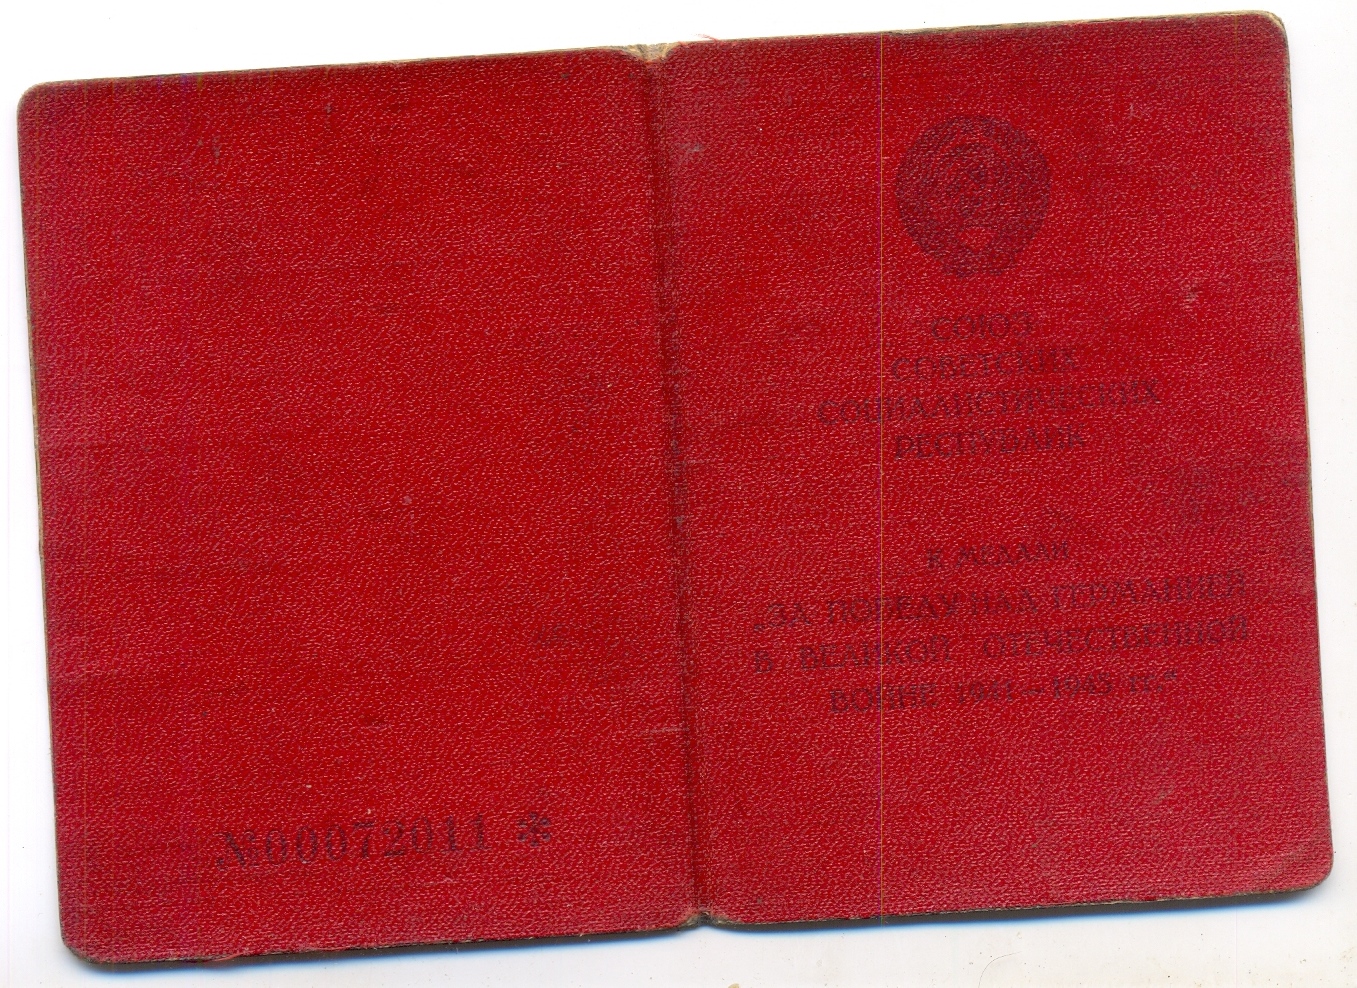 №00072011 *
СОЮЗ
СОВЕТСКИХ
СОЦИАЛИСТИЧЕСКИХ
РЕСПУБЛИК
К МЕДАЛИ
„ЗА ПОБЕДУ НАД ГЕРМАНИЕЙ
В ВЕЛИКОЙ ОТЕЧЕСТВЕННОЙ
ВОЙНЕ 1941—1945 гг.“